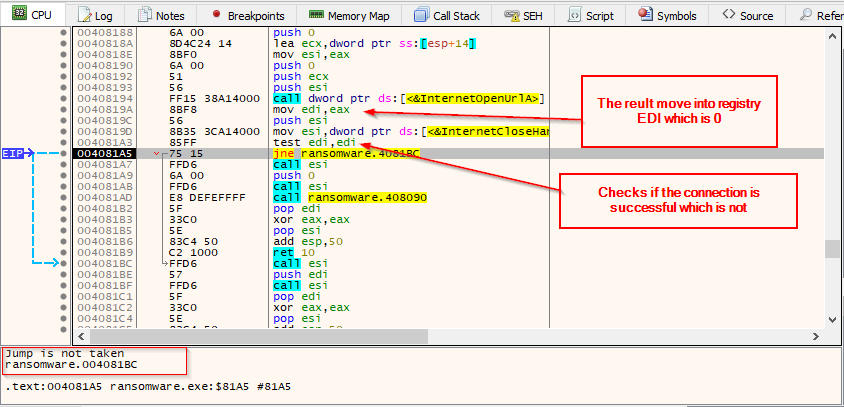 CPU Log Notes Breakpoints Memory Map Call Stack SEH Script Symbols Source Refer
00408188 6A 00 push 0
0040818A 8D4C24 14 lea ecx,dword ptr ss:[esp+14]
0040818E 8BF0 mov esi,eax
00408190 6A 00 push 0
00408192 51 push ecx
00408193 56 push esi
00408194 FF15 38A14000 call dword ptr ds:[<&InternetOpenUrlA>]
0040819A 8BF8 mov edi,eax
0040819C 56 push esi
0040819D 8B35 3CA14000 mov esi,dword ptr ds:[<&InternetCloseHan
004081A3 85FF test edi,edi
EIP 004081A5 75 15 jne ransomware.4081BC
004081A7 FFD6 call esi
004081A9 6A 00 push 0
004081AB FFD6 call esi
004081AD E8 DEFEFFFF call ransomware.408090
004081B2 5F pop edi
004081B3 33C0 xor eax,eax
004081B5 5E pop esi
004081B6 83C4 50 add esp,50
004081B9 C2 1000 ret 10
004081BC FFD6 call esi
004081BE 57 push edi
004081BF FFD6 call esi
004081C1 5F pop edi
004081C2 33C0 xor eax,eax
004081C4 5E pop esi
004081C5 83C4 50 add esp,50
The reult move into registry
EDI which is 0
Checks if the connection is
successful which is not
Jump is not taken
ransomware.004081BC
.text:004081A5 ransomware.exe:$81A5 #81A5